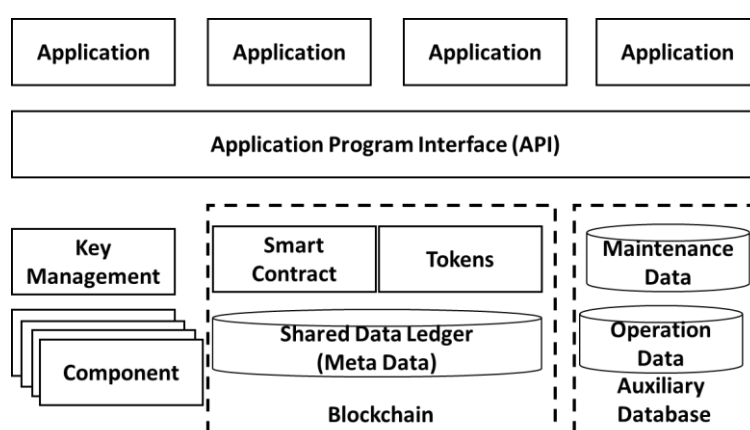 Application
Application
Application
Application
Application Program Interface (API)
Key
Management
Component
Smart
Contract
Tokens
Shared Data Ledger
(Meta Data)
Blockchain
Maintenance
Data
Operation
Data
Auxiliary
Database